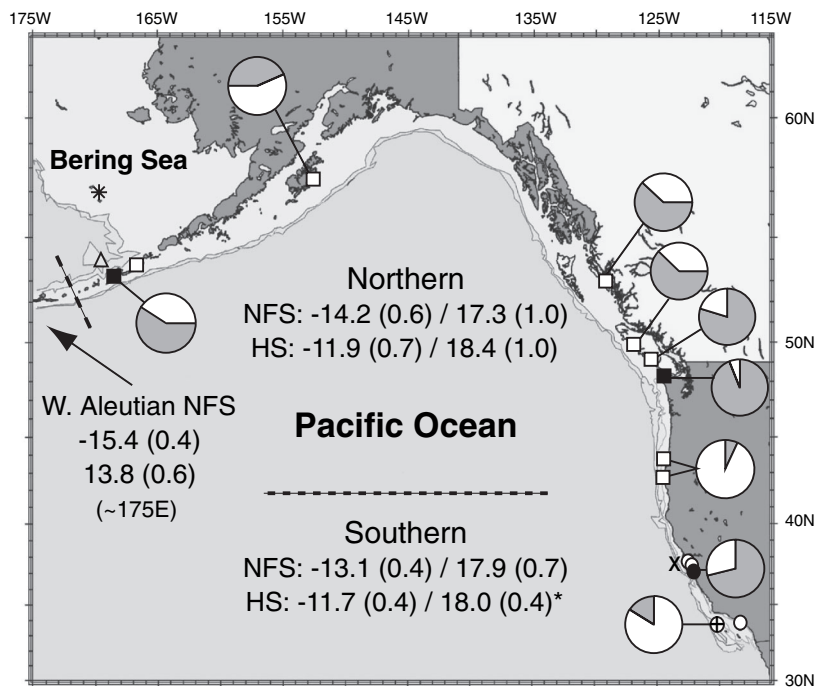 175W 165W 155W 145W 135W 125W 115W
60N
Bering Sea
Northern
NFS: -14.2 (0.6) / 17.3 (1.0)
HS: -11.9 (0.7) / 18.4 (1.0)
50N
W. Aleutian NFS
-15.4 (0.4)
13.8 (0.6)
(~175E)
Pacific Ocean
40N
Southern
NFS: -13.1 (0.4) / 17.9 (0.7)
HS: -11.7 (0.4) / 18.0 (0.4)*
X
30N